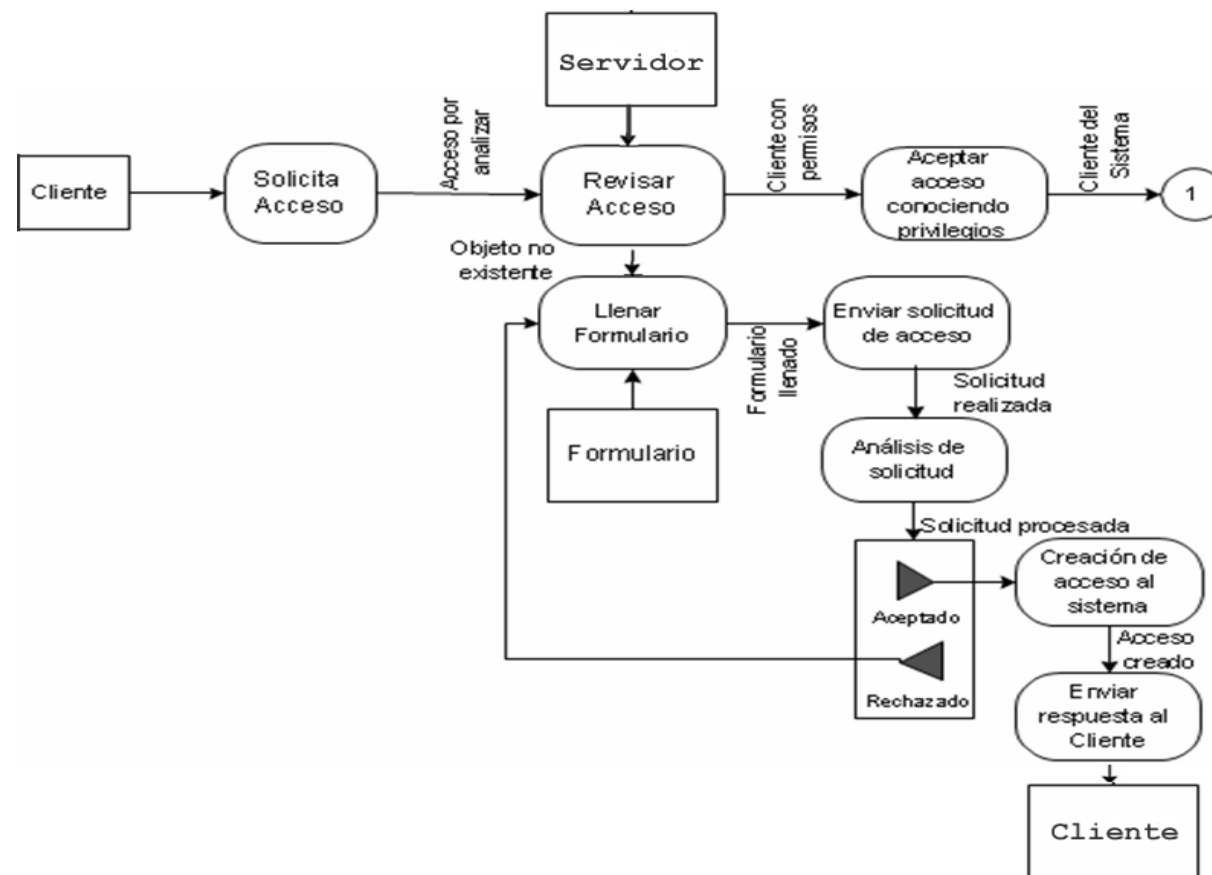 Servidor
Acceso por
analizar
Cliente con
permisos
Cliente del
Sistema
Cliente
Solicita
Acceso
Revisar
Acceso
Aceptar
acceso
conociendo
privilegios
1
Objeto no
existente
Llenar
Formulario
Formulario
llenado
Enviar solicitud
de acceso
Solicitud
realizada
Formulario
Análisis de
solicitud
Solicitud procesada
Aceptado
Rechazado
Creación de
acceso al
sistema
Acceso
creado
Enviar
respuesta al
Cliente
Cliente